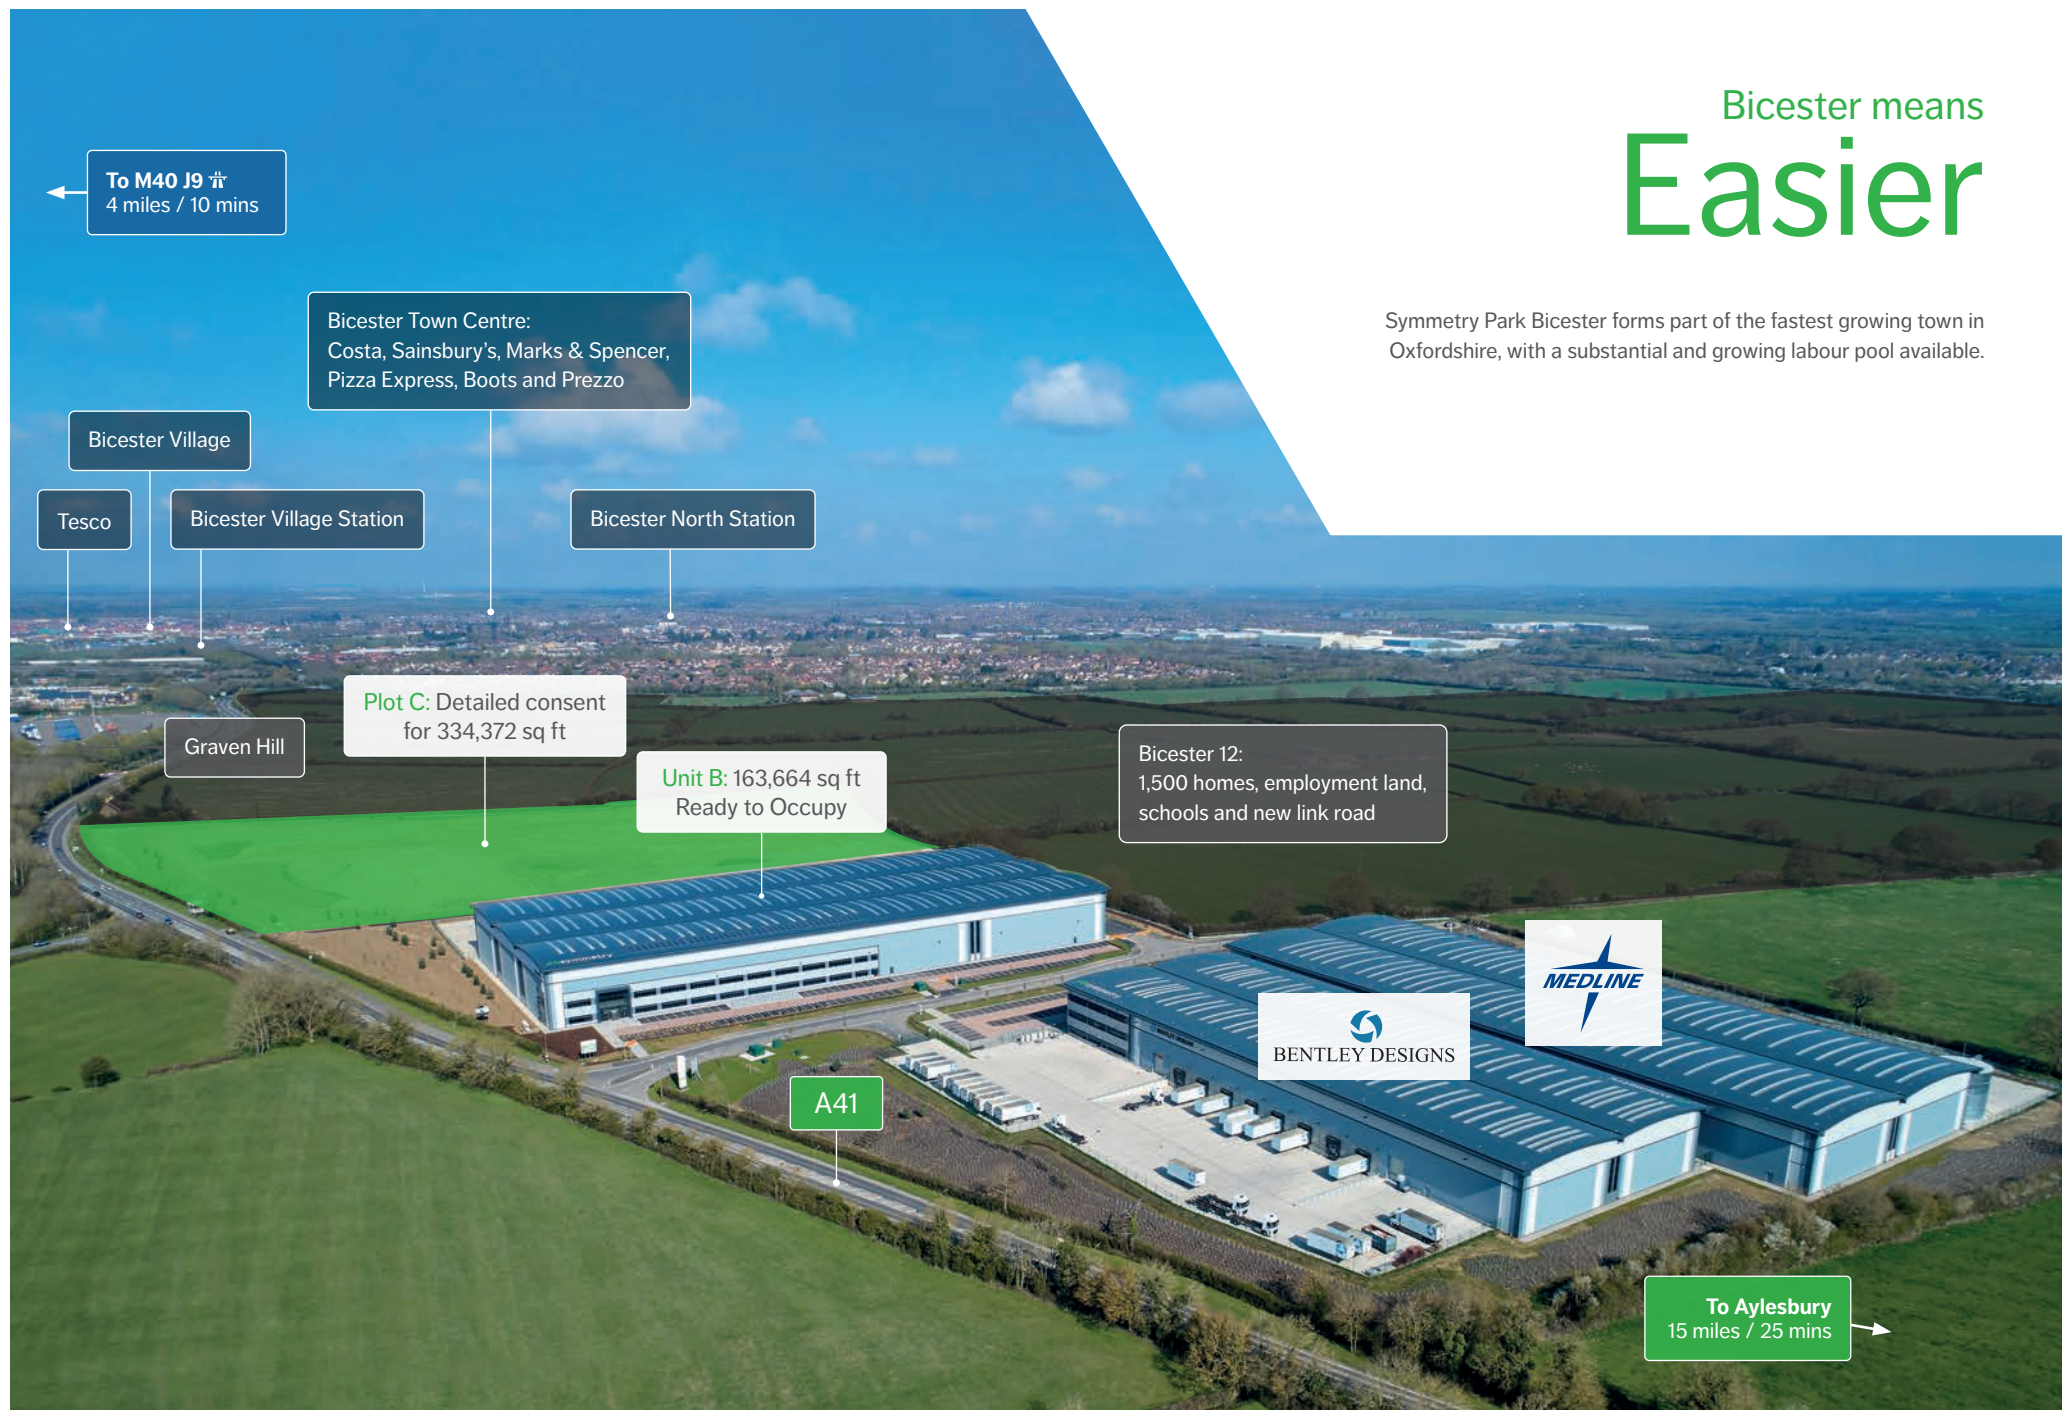 Bicester means
Easier
Symmetry Park Bicester forms part of the fastest growing town in
Oxfordshire, with a substantial and growing labour pool available.
To M40 J9
4 miles / 10 mins
Bicester Town Centre:
Costa, Sainsbury's, Marks & Spencer,
Pizza Express, Boots and Prezzo
Bicester Village
Tesco
Bicester Village Station
Bicester North Station
Graven Hill
Plot C: Detailed consent
for 334,372 sq ft
Unit B: 163,664 sq ft
Ready to Occupy
Bicester 12:
1,500 homes, employment land,
schools and new link road
symmetry
MEDLINE
BENTLEY DESIGNS
A41
To Aylesbury
15 miles / 25 mins